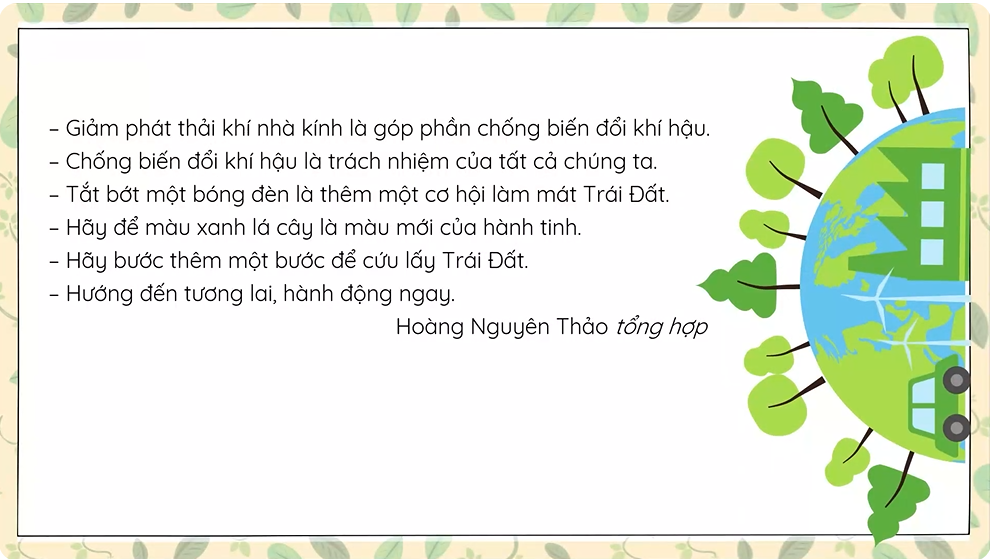 – Giảm phát thải khí nhà kính là góp phần chống biến đổi khí hậu.
– Chống biến đổi khí hậu là trách nhiệm của tất cả chúng ta.
– Tắt bớt một bóng đèn là thêm một cơ hội làm mát Trái Đất.
– Hãy để màu xanh lá cây là màu mới của hành tinh.
– Hãy bước thêm một bước để cứu lấy Trái Đất.
– Hướng đến tương lai, hành động ngay.
Hoàng Nguyên Thảo tổng hợp